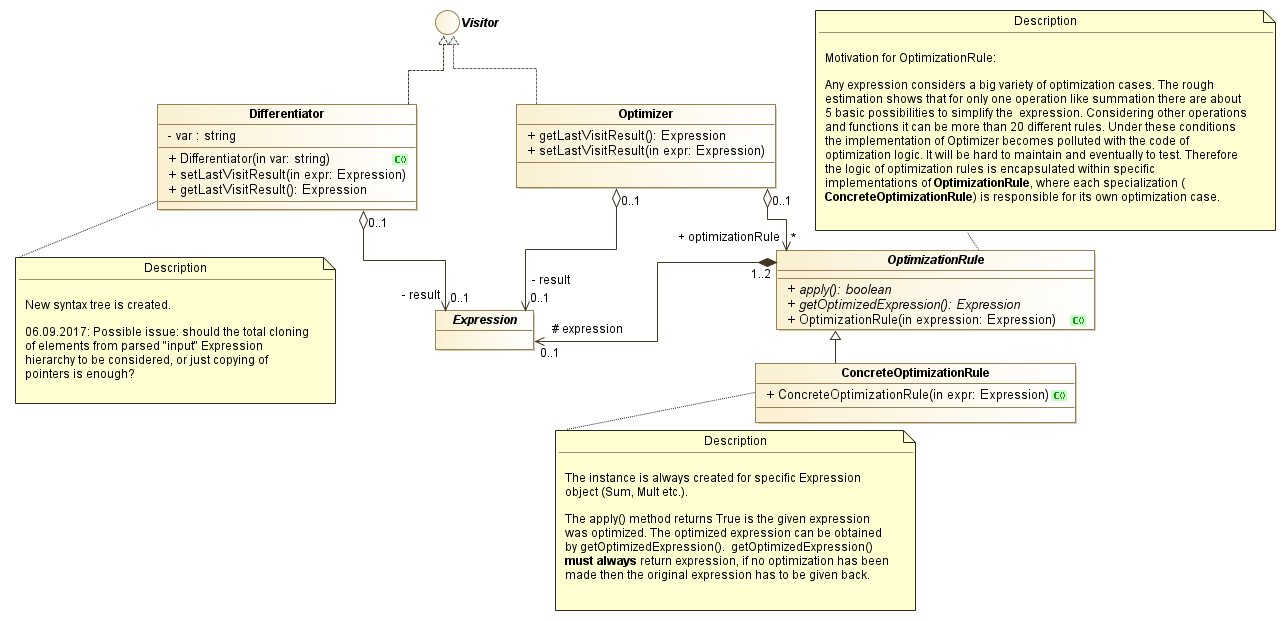 Visitor
Differentiator
- var : string
+ Differentiator(in var: string)
C()
+ setLastVisitResult(in expr: Expression)
+ getLastVisitResult(): Expression
Optimizer
+ getLastVisitResult(): Expression
+ setLastVisitResult(in expr: Expression)
Description
Motivation for OptimizationRule:
Any expression considers a big variety of optimization cases. The rough
estimation shows that for only one operation like summation there are about
5 basic possibilities to simplify the  expression. Considering other operations
and functions it can be more than 20 different rules. Under these conditions
the implementation of Optimizer becomes polluted with the code of
optimization logic. It will be hard to maintain and eventually to test. Therefore
the logic of optimization rules is encapsulated within specific
implementations of OptimizationRule, where each specialization (
ConcreteOptimizationRule) is responsible for its own optimization case.
0..1
0..1
0..1
+ optimizationRule
*
Description
New syntax tree is created.
06.09.2017: Possible issue: should the total cloning
of elements from parsed "input" Expression
hierarchy to be considered, or just copying of
pointers is enough?
- result
0..1
- result
0..1
1..2
OptimizationRule
+ apply(): boolean
+ getOptimizedExpression(): Expression
+ OptimizationRule(in expression: Expression)
C()
Expression
# expression
0..1
ConcreteOptimizationRule
+ ConcreteOptimizationRule(in expr: Expression)
C()
Description
The instance is always created for specific Expression
object (Sum, Mult etc.).
The apply() method returns True is the given expression
was optimized. The optimized expression can be obtained
by getOptimizedExpression().  getOptimizedExpression()
must always return expression, if no optimization has been
made then the original expression has to be given back.